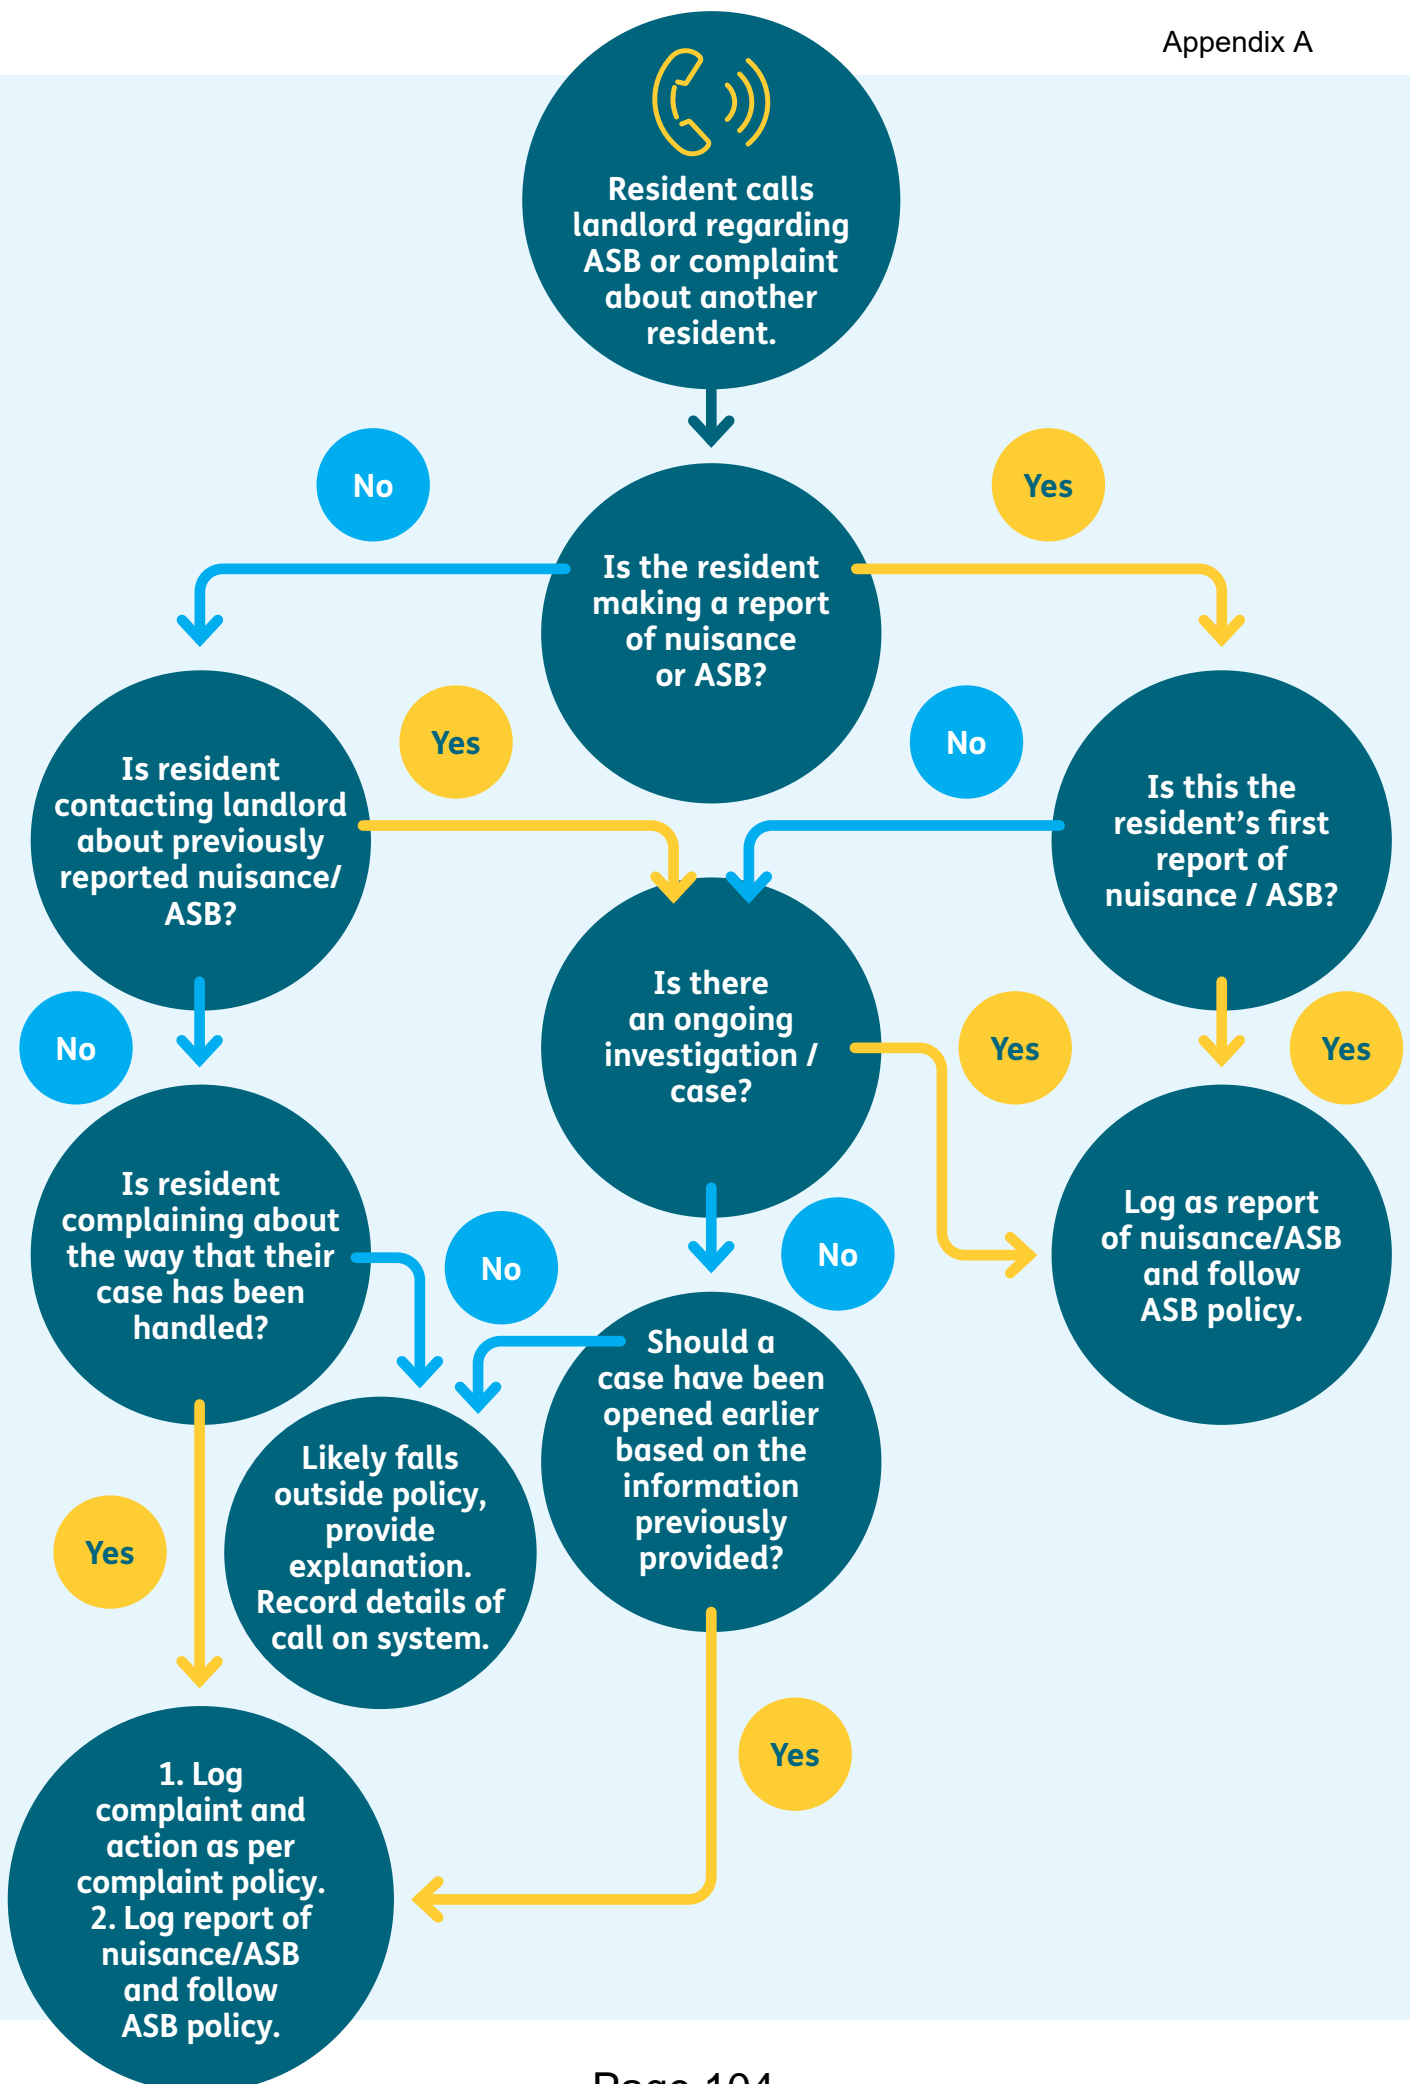 Appendix A
Resident calls
landlord regarding
ASB or complaint
about another
resident.
No
Yes
Is the resident
making a report
of nuisance
or ASB?
Yes
No
Is resident
contacting landlord
about previously
reported nuisance/
ASB?
Is this the
resident's first
report of
nuisance / ASB?
Is there
an ongoing
investigation /
case?
No
Yes
Yes
Is resident
complaining about
the way that their
case has been
handled?
No
No
Log as report
of nuisance/ASB
and follow
ASB policy.
Should a
case have been
opened earlier
based on the
information
previously
provided?
Likely falls
outside policy,
provide
explanation.
Record details of
call on system.
Yes
Yes
1. Log
complaint and
action as per
complaint policy.
2. Log report of
nuisance/ASB
and follow
ASB policy.
Page 104